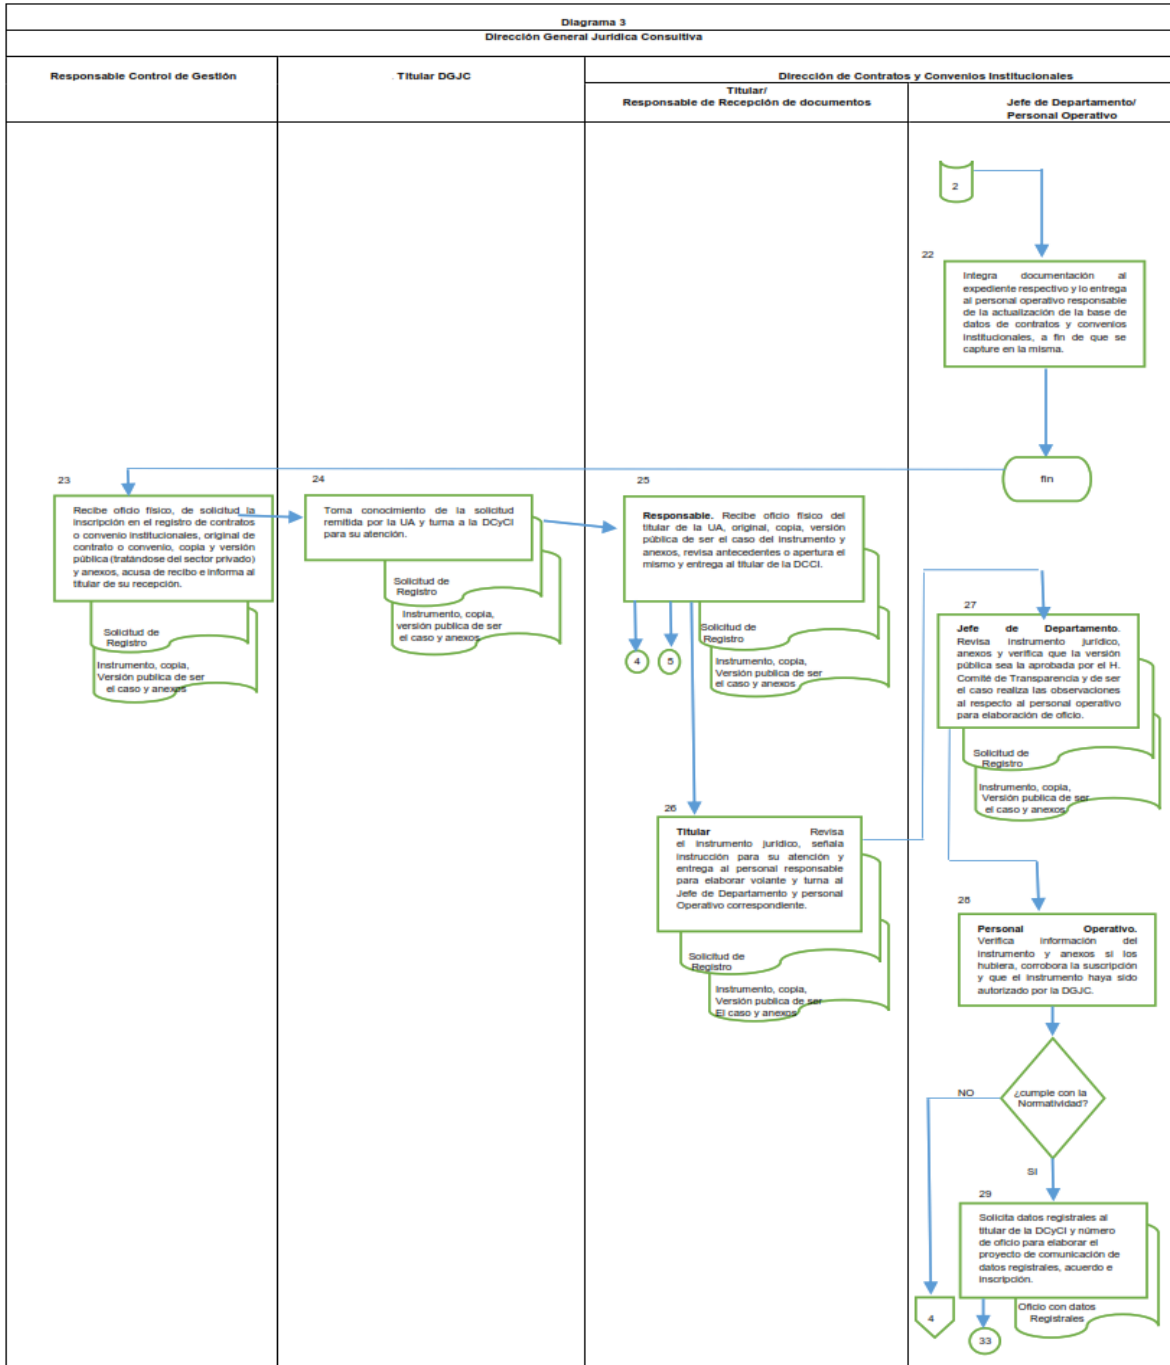 Diagrama 3
Dirección General Jurídica Consultiva
Responsable Control de Gestión
. Titular DGJC
Dirección de Contratos y Convenios Institucionales
Titular/
Responsable de Recepción de documentos
Jefe de Departamento/
Personal Operativo
2
22
Integra documentación al
expediente respectivo y lo entrega
al personal operativo responsable
de la actualización de la base de
datos de contratos y convenios
institucionales, a fin de que se
capture en la misma.
fin
23
Recibe oficio físico, de solicitud la
inscripción en el registro de contratos
o convenio institucionales, original de
contrato o convenio, copia y versión
pública (tratándose del sector privado)
y anexos, acusa de recibo e informa al
titular de su recepción.
Solicitud de
Registro
Instrumento, copia,
Versión publica de ser
el caso y anexos
24
Toma conocimiento de la solicitud
remitida por la UA y turna a la DCyCI
para su atención.
Solicitud de
Registro
Instrumento, copia,
versión publica de ser
el caso y anexos
25
Responsable. Recibe oficio físico del
titular de la UA, original, copia, versión
pública de ser el caso del instrumento y
anexos, revisa antecedentes o apertura el
mismo y entrega al titular de la DCCI.
Solicitud de
Registro
Instrumento, copia,
Versión publica de ser
el caso y anexos
4
5
26
Titular Revisa
el instrumento jurídico, señala
instrucción para su atención y
entrega al personal responsable
para elaborar volante y turna al
Jefe de Departamento y personal
Operativo correspondiente.
Solicitud de
Registro
Instrumento, copia,
Versión publica de ser
El caso y anexos
27
Jefe de Departamento.
Revisa instrumento jurídico,
anexos y verifica que la versión
pública sea la aprobada por el H.
Comité de Transparencia y de ser
el caso realiza las observaciones
al respecto al personal operativo
para elaboración de oficio.
Solicitud de
Registro
Instrumento, copia,
Versión publica de ser
el caso y anexos
28
Personal Operativo.
Verifica información del
instrumento y anexos si los
hubiera, corrobora la suscripción
y que el instrumento haya sido
autorizado por la DGJC.
¿cumple con la
Normatividad?
NO
SI
29
Solicita datos registrales al
titular de la DCyCI y número
de oficio para elaborar el
proyecto de comunicación de
datos registrales, acuerdo e
inscripción.
Oficio con datos
Registrales
4
33